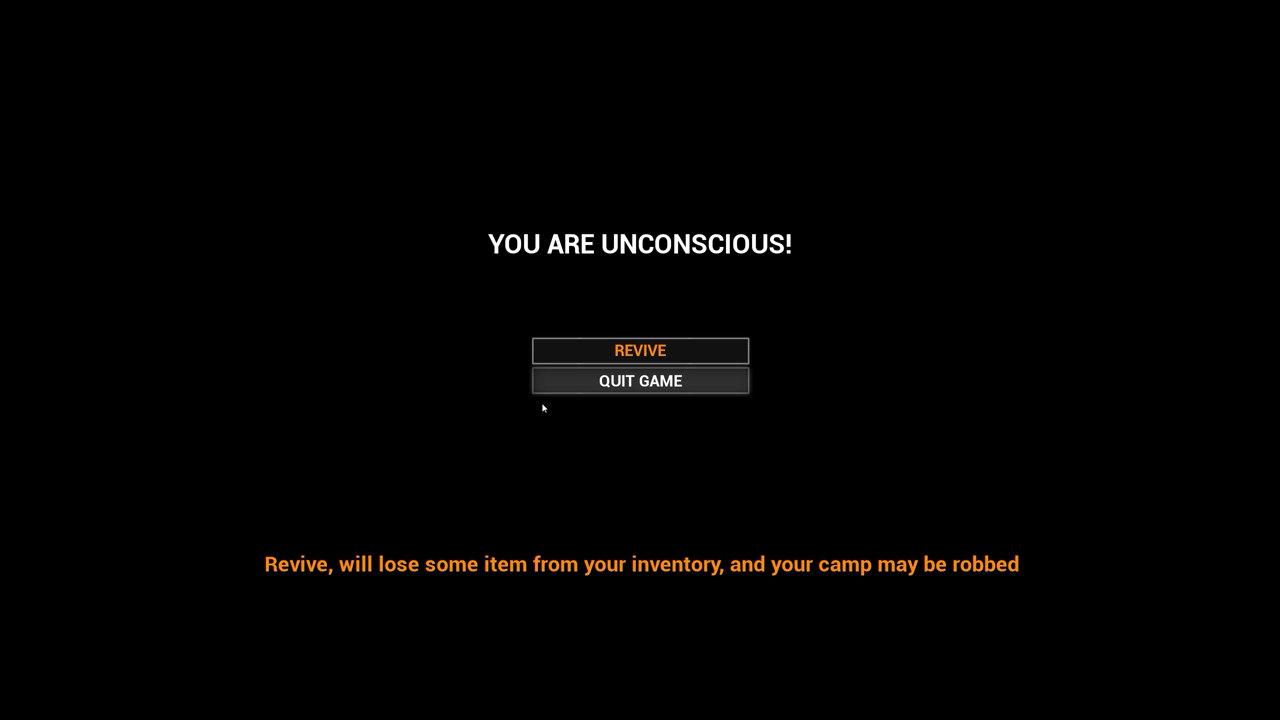 YOU ARE UNCONSCIOUS!
REVIVE
QUIT GAME
Revive, will lose some item from your inventory, and your camp may be robbed